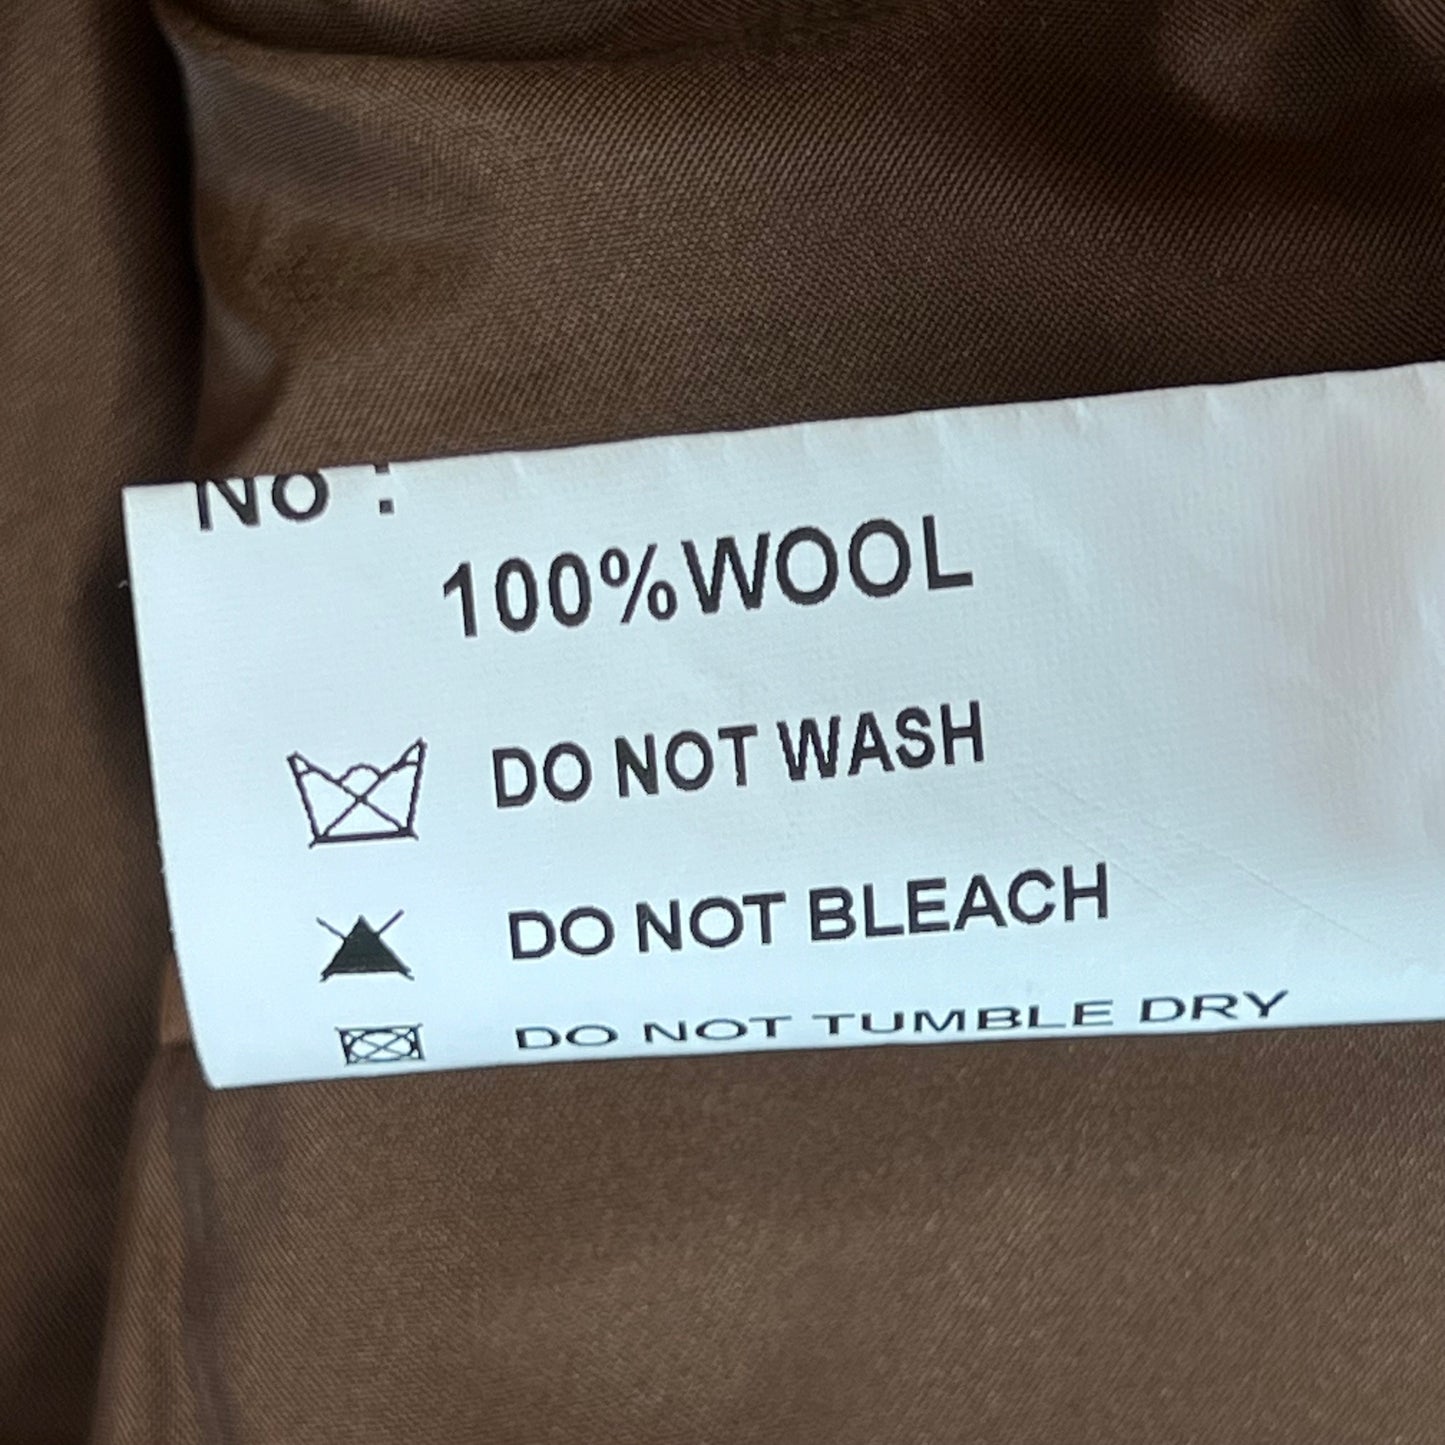 No :
100%WOOL
DO NOT WASH
DO NOT BLEACH
DO NOT TUMBLE DRY